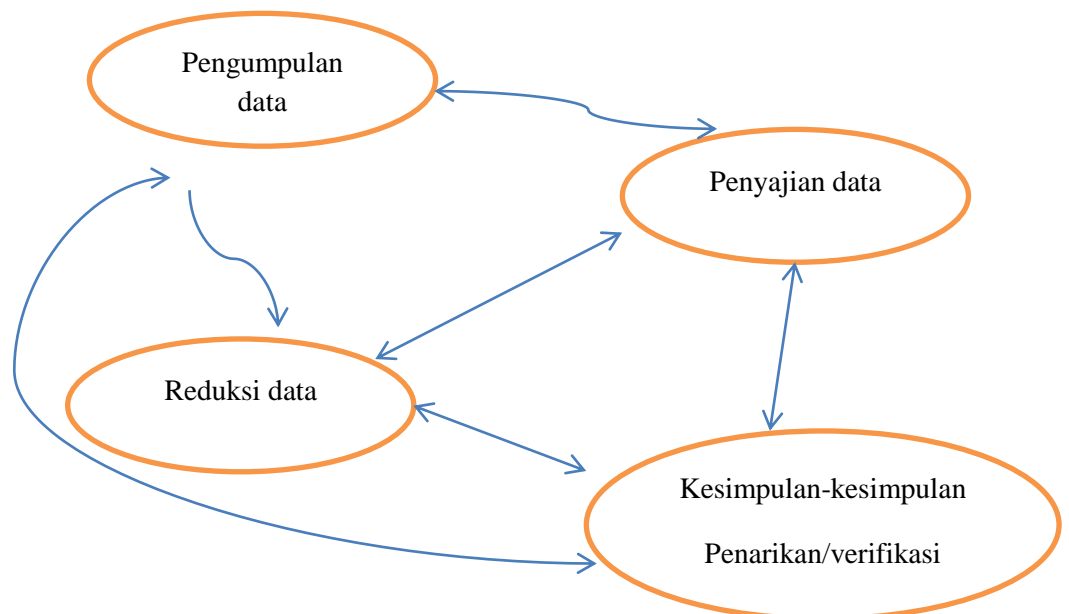 Pengumpulan
data
Penyajian data
Reduksi data
Kesimpulan-kesimpulan
Penarikan/verifikasi